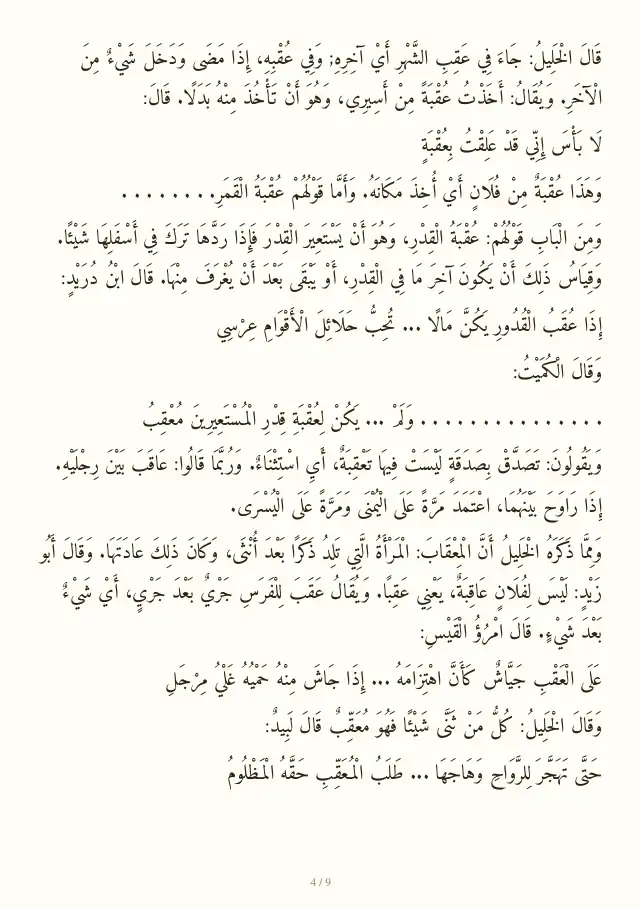 قَالَ الْخَلِيلُ: جَاءَ فِي عَقِبِ الشَّهْرِ أَيْ آخِرِهِ; وَفِي عُقْبِهِ، إِذَا مَضَى وَدَخَلَ شَيْءٌ مِنَ
الْآخَرِ. وَيُقَالُ: أَخَذْتُ عُقْبَةً مِنْ أَسِيرِي، وَهُوَ أَنْ تَأْخُذَ مِنْهُ بَدَلًا. قَالَ:
لَا بَأْسَ إِنِّي قَدْ عَلِقْتُ بِعُقْبَةٍ
وَهَذَا عُقْبَةٌ مِنْ فُلَانٍ أَيْ أُخِذَ مَكَانَهُ. وَأَمَّا قَوْلُهُمْ عُقْبَةُ الْقَمَرِ. . . . . . . .
وَمِنَ الْبَابِ قَوْلُهُمْ: عُقْبَةُ الْقِدْرِ، وَهُوَ أَنْ يَسْتَعِيرَ الْقِدْرَ فَإِذَا رَدَّهَا تَرَكَ فِي أَسْفَلِهَا شَيْئًا.
وَقِيَاسُ ذَلِكَ أَنْ يَكُونَ آخِرَ مَا فِي الْقِدْرِ، أَوْ يَبْقَى بَعْدَ أَنْ يُغْرَفَ مِنْهَا. قَالَ ابْنُ دُرَيْدٍ:
إِذَا عُقَبُ الْقُدُورِ يَكُنَّ مَالًا ... تُحِبُّ حَلَائِلَ الْأَقْوَامِ عِرْسِي
وَقَالَ الْكُمَيْتُ:
. . . . . . . . . . . . . . . وَلَمْ ... يَكُنْ لِعُقْبَةِ قِدْرِ الْمُسْتَعِيرِينَ مُعْقِبُ
وَيَقُولُونَ: تَصَدَّقْ بِصَدَقَةٍ لَيْسَتْ فِيهَا تَعْقِبَةٌ، أَيِ اسْتِثْنَاءٌ. وَرُبَّمَا قَالُوا: عَاقَبَ بَيْنَ رِجْلَيْهِ.
إِذَا رَاوَحَ بَيْنَهُمَا، اعْتَمَدَ مَرَّةً عَلَى الْيُمْنَى وَمَرَّةً عَلَى الْيُسْرَى.
وَمِمَّا ذَكَرَهُ الْخَلِيلُ أَنَّ الْمِعْقَابَ: الْمَرْأَةُ الَّتِي تَلِدُ ذَكَرًا بَعْدَ أُنْثَى، وَكَانَ ذَلِكَ عَادَتَهَا. وَقَالَ أَبُو
زَيْدٍ: لَيْسَ لِفُلَانٍ عَاقِبَةٌ، يَعْنِي عَقِبًا. وَيُقَالُ عَقَبَ لِلْفَرَسِ جَرْيٌ بَعْدَ جَرْيٍ، أَيْ شَيْءٌ
بَعْدَ شَيْءٍ. قَالَ امْرُؤُ الْقَيْسِ:
عَلَى الْعَقْبِ جَيَّاشٌ كَأَنَّ اهْتِزَامَهُ ... إِذَا جَاشَ مِنْهُ حَمْيُهُ غَلْيُ مِرْجَلِ
وَقَالَ الْخَلِيلُ: كُلُّ مَنْ ثَنَّى شَيْئًا فَهُوَ مُعَقِّبٌ قَالَ لَبِيدٌ:
حَتَّى تَهَجَّرَ لِلرَّوَاحِ وَهَاجَهَا ... طَلَبُ الْمُعَقِّبِ حَقَّهُ الْمَظْلُومُ
4 / 9